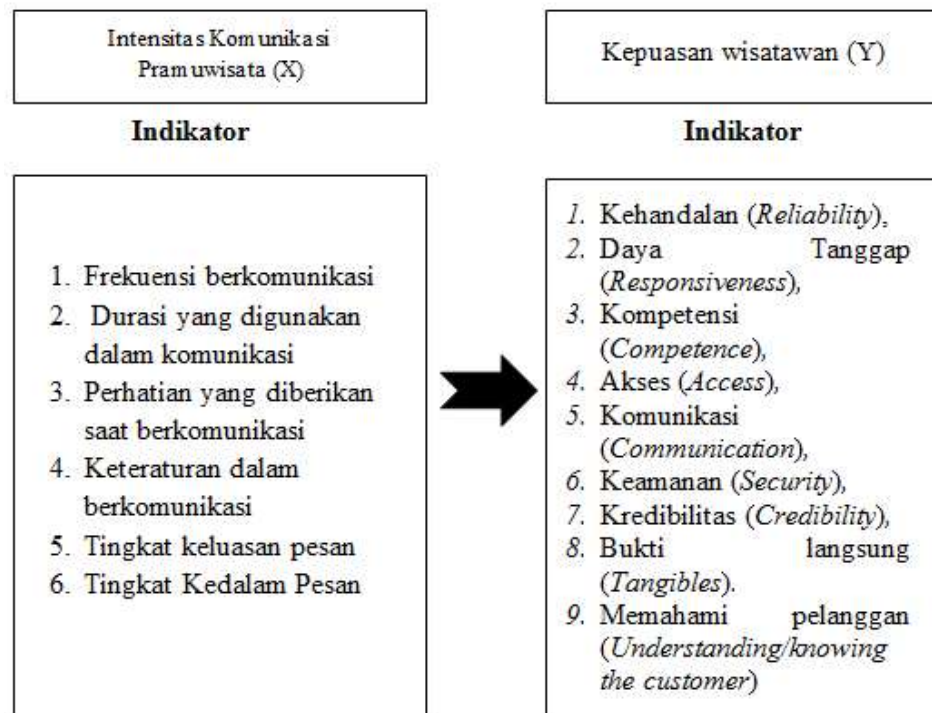 Intensitas Komunikasi
Pramuwisata (X)
Kepuasan wisatawan (Y)
Indikator
Indikator
1. Frekuensi berkomunikasi
2. Durasi yang digunakan
dalam komunikasi
3. Perhatian yang diberikan
saat berkomunikasi
4. Keteraturan dalam
berkomunikasi
5. Tingkat keluasan pesan
6. Tingkat Kedalam Pesan
1. Kehandalan (Reliability),
2. Daya Tanggap
(Responsiveness),
3. Kompetensi
(Competence),
4. Akses (Access),
5. Komunikasi
(Communication),
6. Keamanan (Security),
7. Kredibilitas (Credibility),
8. Bukti langsung
(Tangibles).
9. Memahami pelanggan
(Understanding/knowing
the customer)